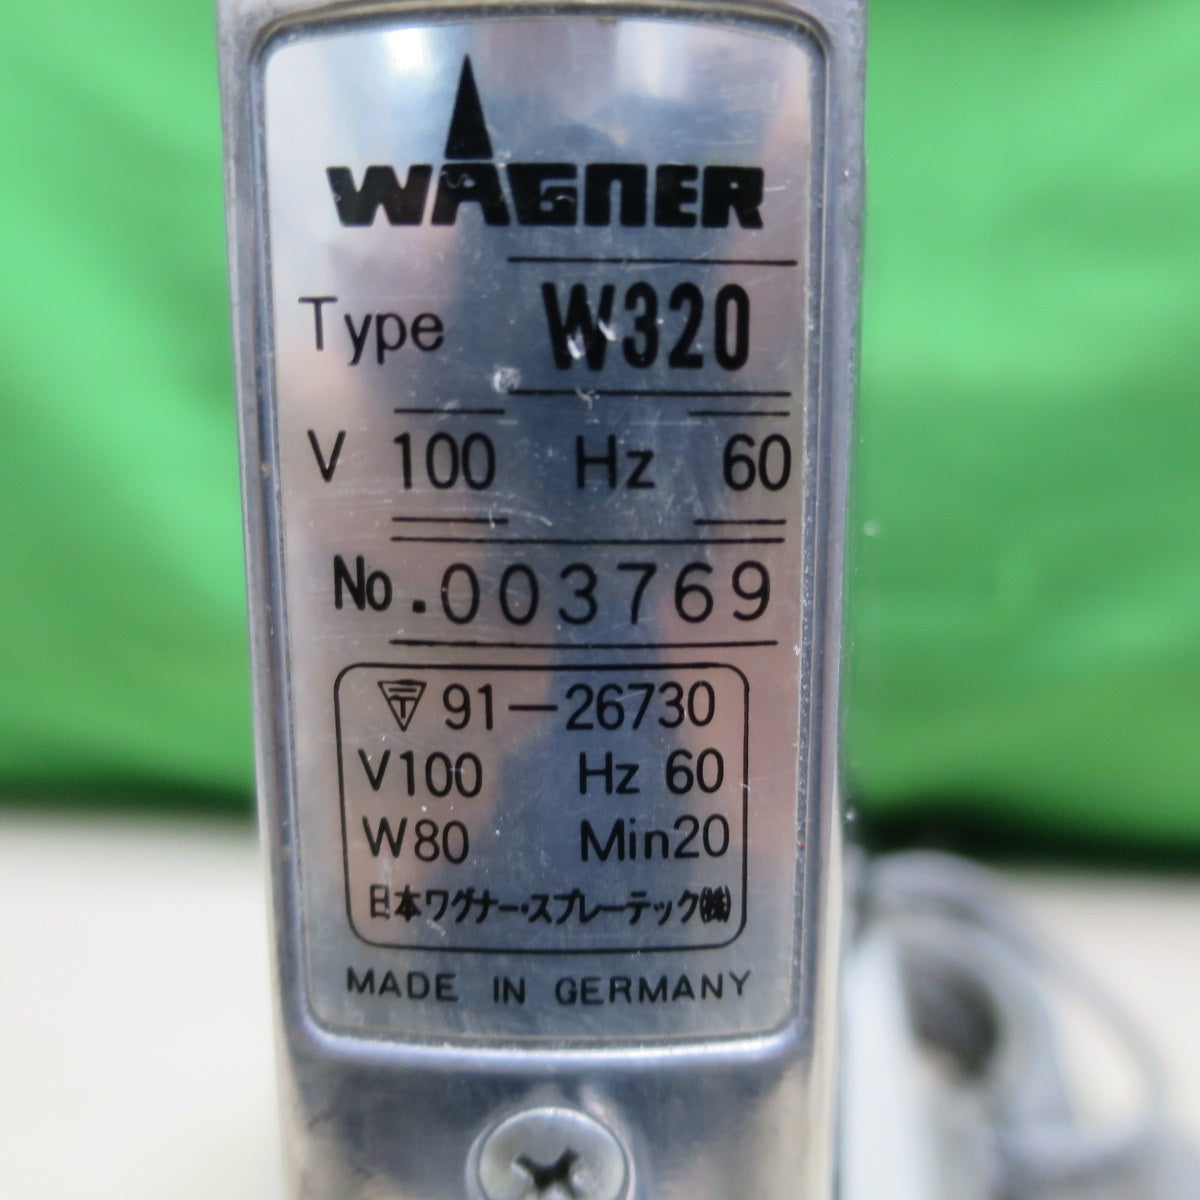 WAGNER
Type W320
V 100 Hz 60
No.003769
91-26730
V100 Hz 60
W80 Min20
日本ワグナー・スプレーテック㈱
MADE IN GERMANY